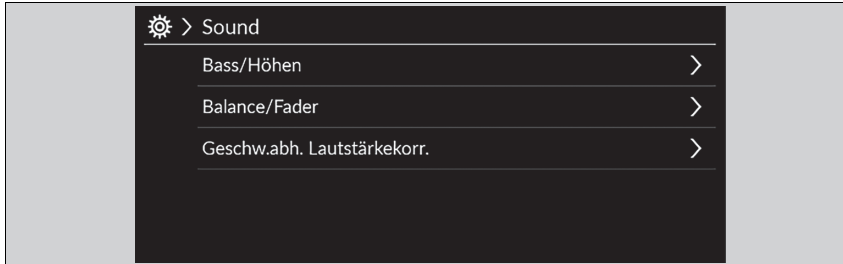 Sound
Bass/Höhen
Balance/Fader
Geschw.abh. Lautstärkekorr.